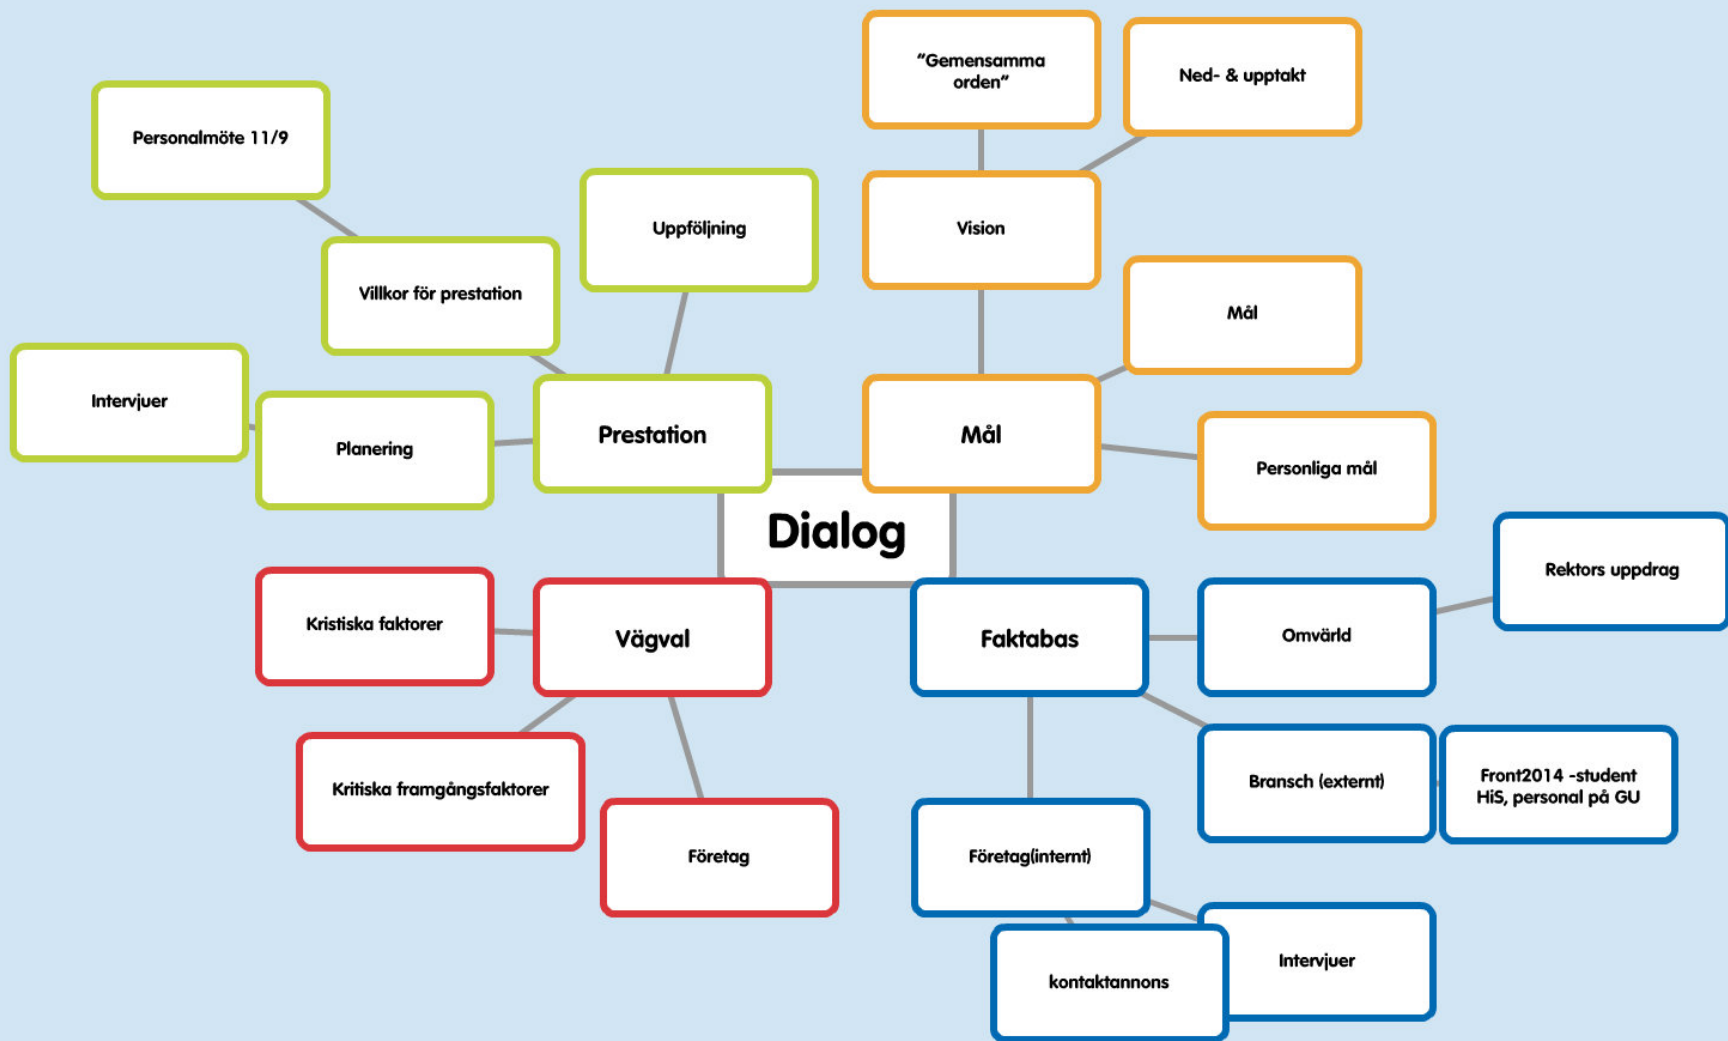 "Gemensamma
orden"
Ned- & upptakt
Personalmöte 11/9
Uppföljning
Vision
Villkor för prestation
Mål
Intervjuer
Planering
Prestation
Mål
Personliga mål
Dialog
Rektors uppdrag
Kristiska faktorer
Vägval
Faktabas
Omvärld
Kritiska framgångsfaktorer
Bransch (externt)
Front2014 -student
HiS, personal på GU
Företag
Företag(internt)
Intervjuer
kontaktannons